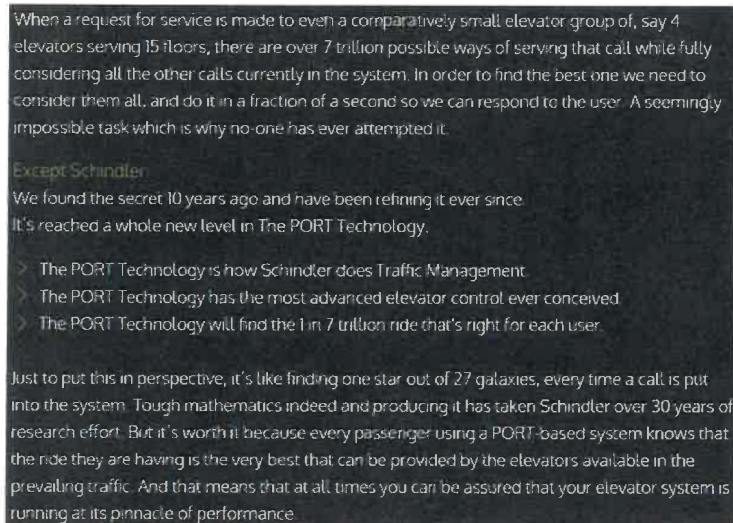 When a request for service is made to even a comparatively small elevator group of, say 4
elevators serving 15 floors, there are over 7 trillion possible ways of serving that call while fully
considering all the other calls currently in the system. In order to find the best one we need to
consider them all, and do it in a fraction of a second so we can respond to the user. A seemingly
impossible task which is why no-one has ever attempted it.
Except Schindler
We found the secret 10 years ago and have been refining it ever since.
It's reached a whole new level in The PORT Technology.
> The PORT Technology is how Schindler does Traffic Management.
> The PORT Technology has the most advanced elevator control ever conceived.
> The PORT Technology will find the 1 in 7 trillion ride that's right for each user.
Just to put this in perspective, it's like finding one star out of 27 galaxies, every time a call is put
into the system. Tough mathematics indeed and producing it has taken Schindler over 30 years of
research effort. But it's worth it because every passenger using a PORT-based system knows that
the ride they are having is the very best that can be provided by the elevators available in the
prevailing traffic. And that means that at all times you can be assured that your elevator system is
running at its pinnacle of performance.